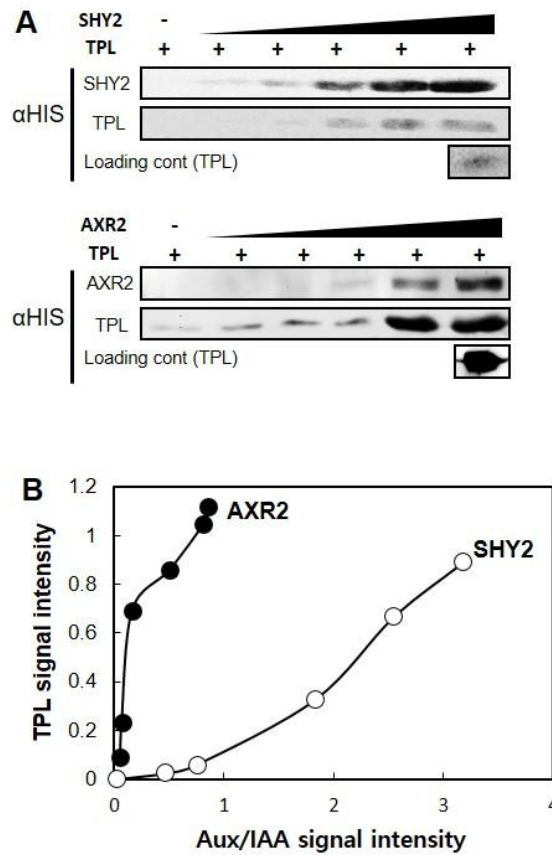 A
SHY2 -
TPL + + + + + +
αHIS
SHY2
TPL
Loading cont (TPL)
AXR2 -
TPL + + + + + +
αHIS
AXR2
TPL
Loading cont (TPL)
B
1.2
1
0.8
0.6
0.4
0.2
0
TPL signal intensity
AXR2
SHY2
0 1 2 3 4
Aux/IAA signal intensity